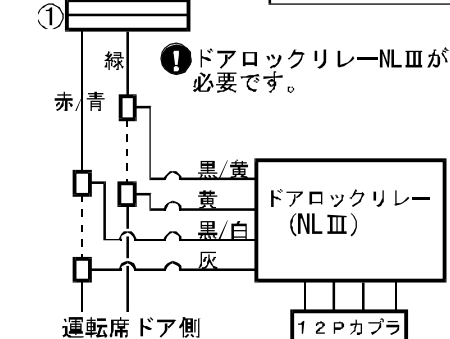 ①
緑
!ドアロックリレーNLⅢが
必要です。
赤/青
黒/黄
黄
黒/白
灰
ドアロックリレー
(NLⅢ)
運転席ドア側
12Pカプラ